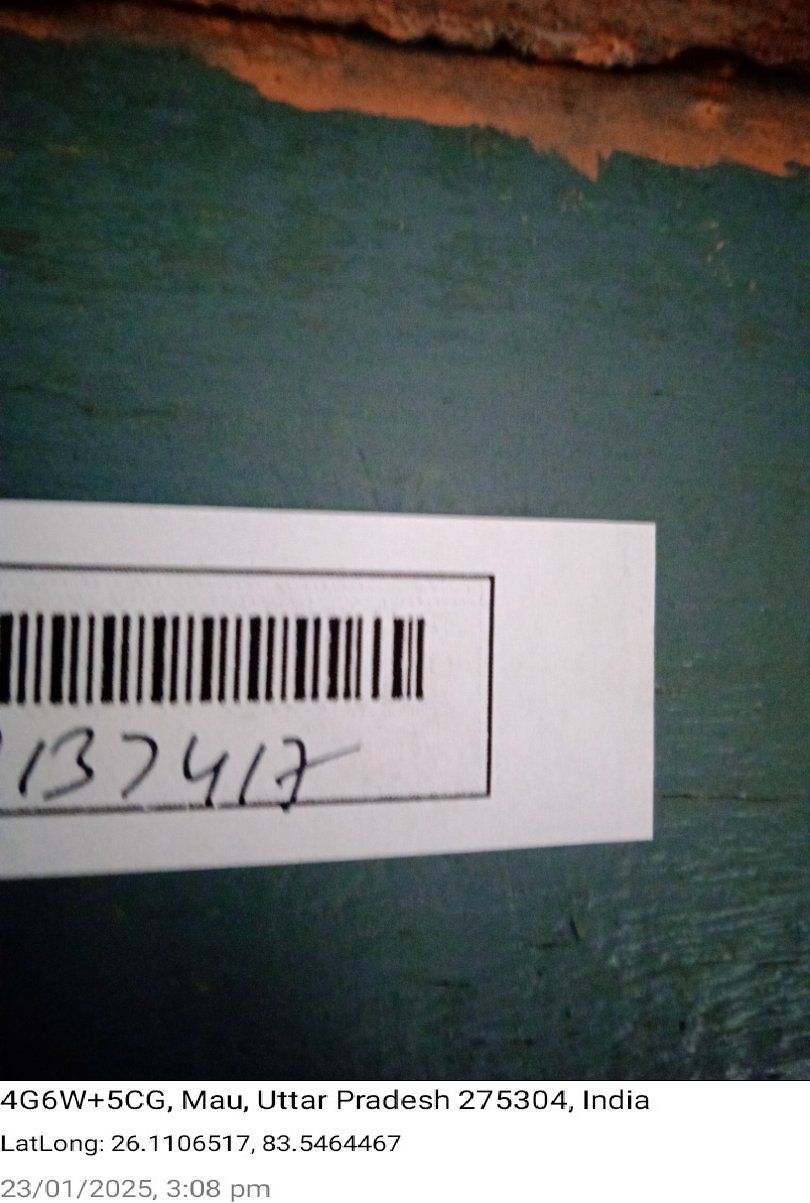 137417
4G6W+5CG, Mau, Uttar Pradesh 275304, India
LatLong: 26.1106517, 83.5464467
23/01/2025, 3:08 pm